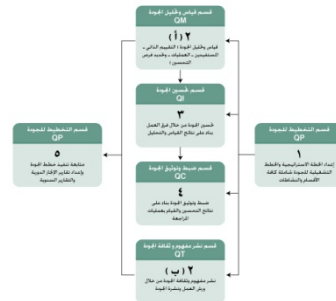 قسم قياس وتحليل الجودة
QM
٢ (أ)
قياس وتحليل الجودة ( التقييم الذاتي -
المستفيدين - العمليات - وتحديد فرص
التحسين )
قسم تحسين الجودة
QI
٣
تحسين الجودة من خلال فرق العمل
بناء على نتائج القياس والتحليل
قسم التخطيط للجودة
QP
١
إعداد الخطة الاستراتيجية والخطط
التشغيلية للجودة شاملة كافة
الأقسام والنشاطات
قسم التخطيط للجودة
QP
٥
متابعة تنفيذ خطط الجودة
وإعداد تقارير الإنجاز الدورية
والتقارير السنوية
قسم ضبط وتوثيق الجودة
QC
٤
ضبط وتوثيق الجودة بناء على
نتائج التحسين والقيام بعمليات
المراجعة
قسم نشر مفهوم و ثقافة الجودة
QT
٢ (ب)
نشر مفهوم وثقافة الجودة من خلال
ورش العمل ونشرة الجودة